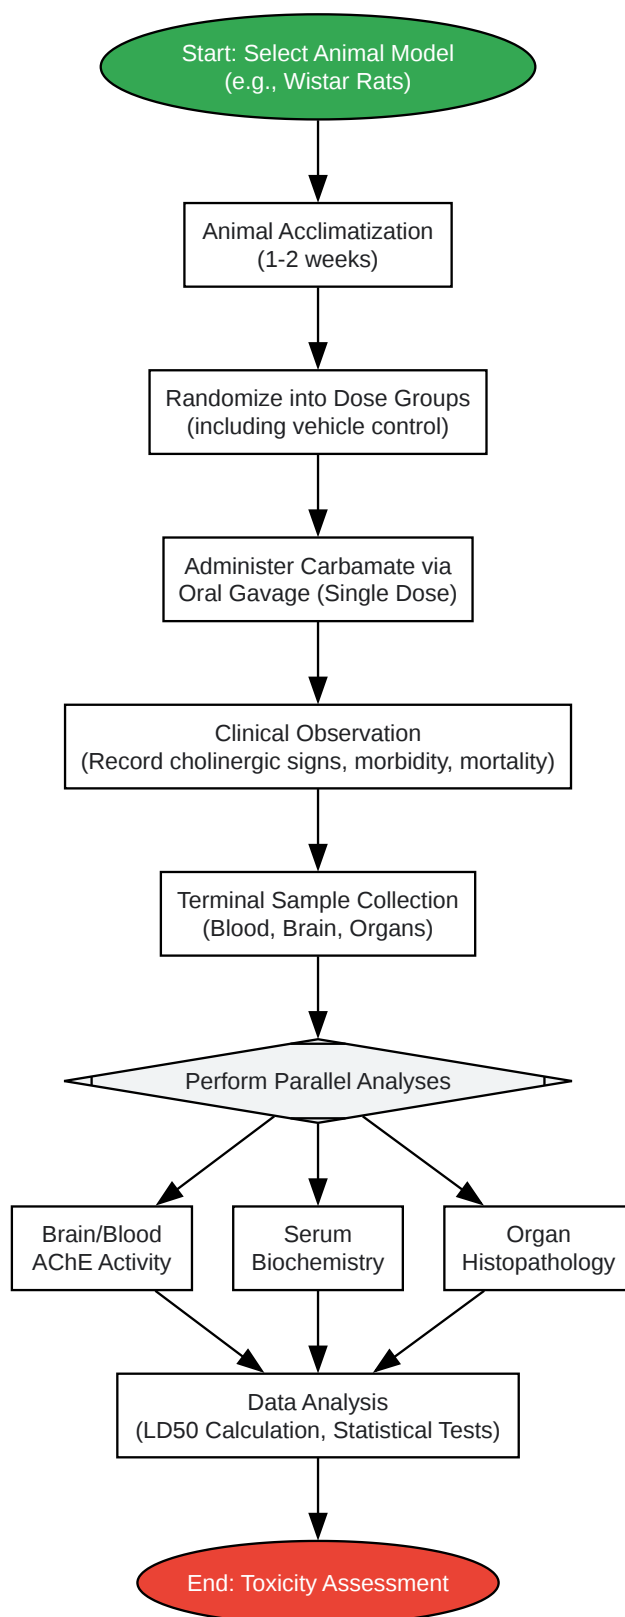 Start: Select Animal Model
(e.g., Wistar Rats)
Animal Acclimatization
(1-2 weeks)
Randomize into Dose Groups
(including vehicle control)
Administer Carbamate via
Oral Gavage (Single Dose)
Clinical Observation
(Record cholinergic signs, morbidity, mortality)
Terminal Sample Collection
(Blood, Brain, Organs)
Perform Parallel Analyses
Brain/Blood
AChE Activity
Serum
Biochemistry
Organ
Histopathology
Data Analysis
(LD50 Calculation, Statistical Tests)
End: Toxicity Assessment